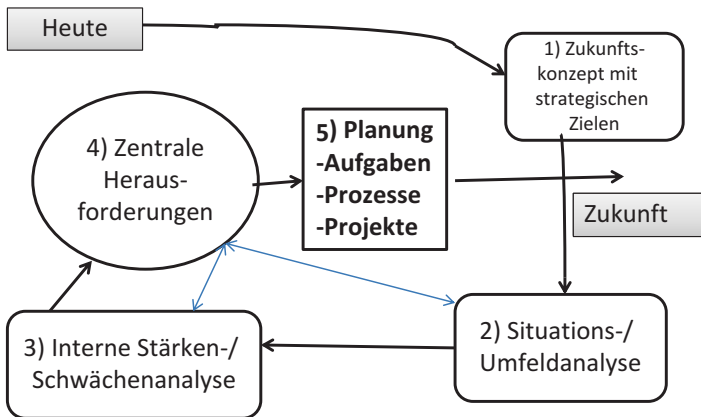 Heute
1) Zukunfts-
konzept mit
strategischen
Zielen
4) Zentrale
Heraus-
forderungen
5) Planung
-Aufgaben
-Prozesse
-Projekte
Zukunft
3) Interne Stärken-/
Schwächenanalyse
2) Situations-/
Umfeldanalyse